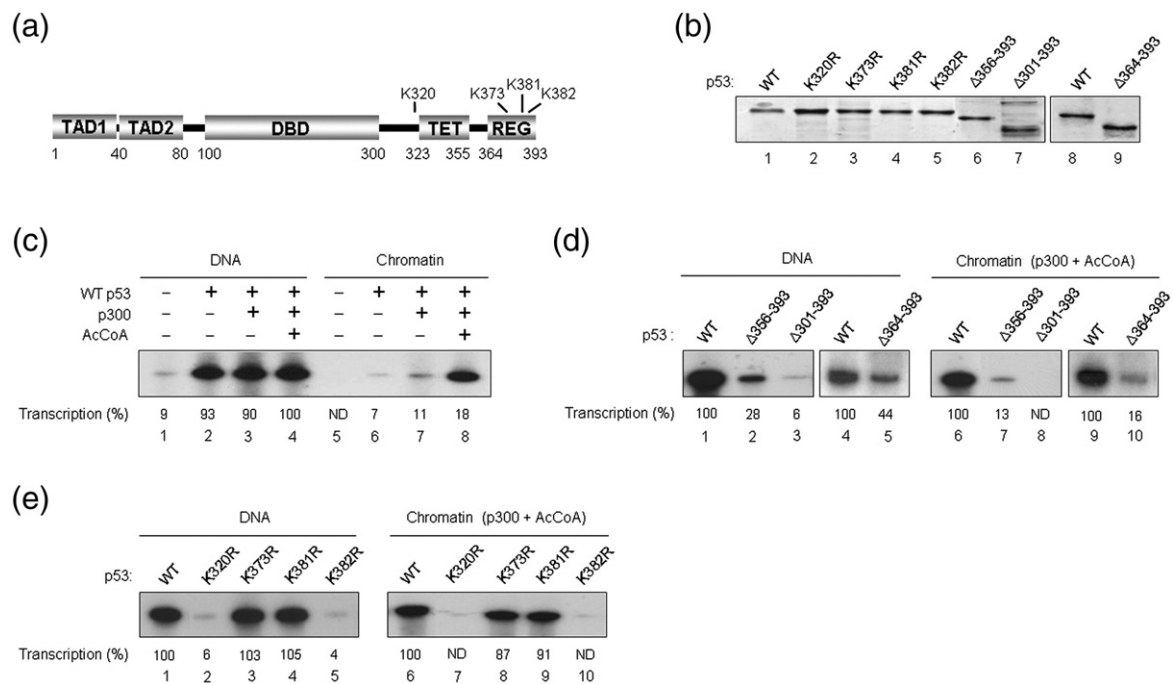 (a)
K320
K373
K381
K382
TAD1 TAD2 DBD TET REG
1 40 80 100 300 323 355 364 393
(b)
p53: WT K320R K373R K381R K382R Δ356-393 Δ301-393 WT Δ364-393
1 2 3 4 5 6 7 8 9
(c)
DNA Chromatin
WT p53 – + + + – + + +
p300 – – + + – – + +
AcCoA – – – + – – – +
Transcription (%) 9 93 90 100 ND 7 11 18
1 2 3 4 5 6 7 8
(d)
DNA Chromatin (p300 + AcCoA)
p53 : WT Δ356-393 Δ301-393 WT Δ364-393 WT Δ356-393 Δ301-393 WT Δ364-393
Transcription (%) 100 28 6 100 44 100 13 ND 100 16
1 2 3 4 5 6 7 8 9 10
(e)
DNA Chromatin (p300 + AcCoA)
p53: WT K320R K373R K381R K382R WT K320R K373R K381R K382R
Transcription (%) 100 6 103 105 4 100 ND 87 91 ND
1 2 3 4 5 6 7 8 9 10